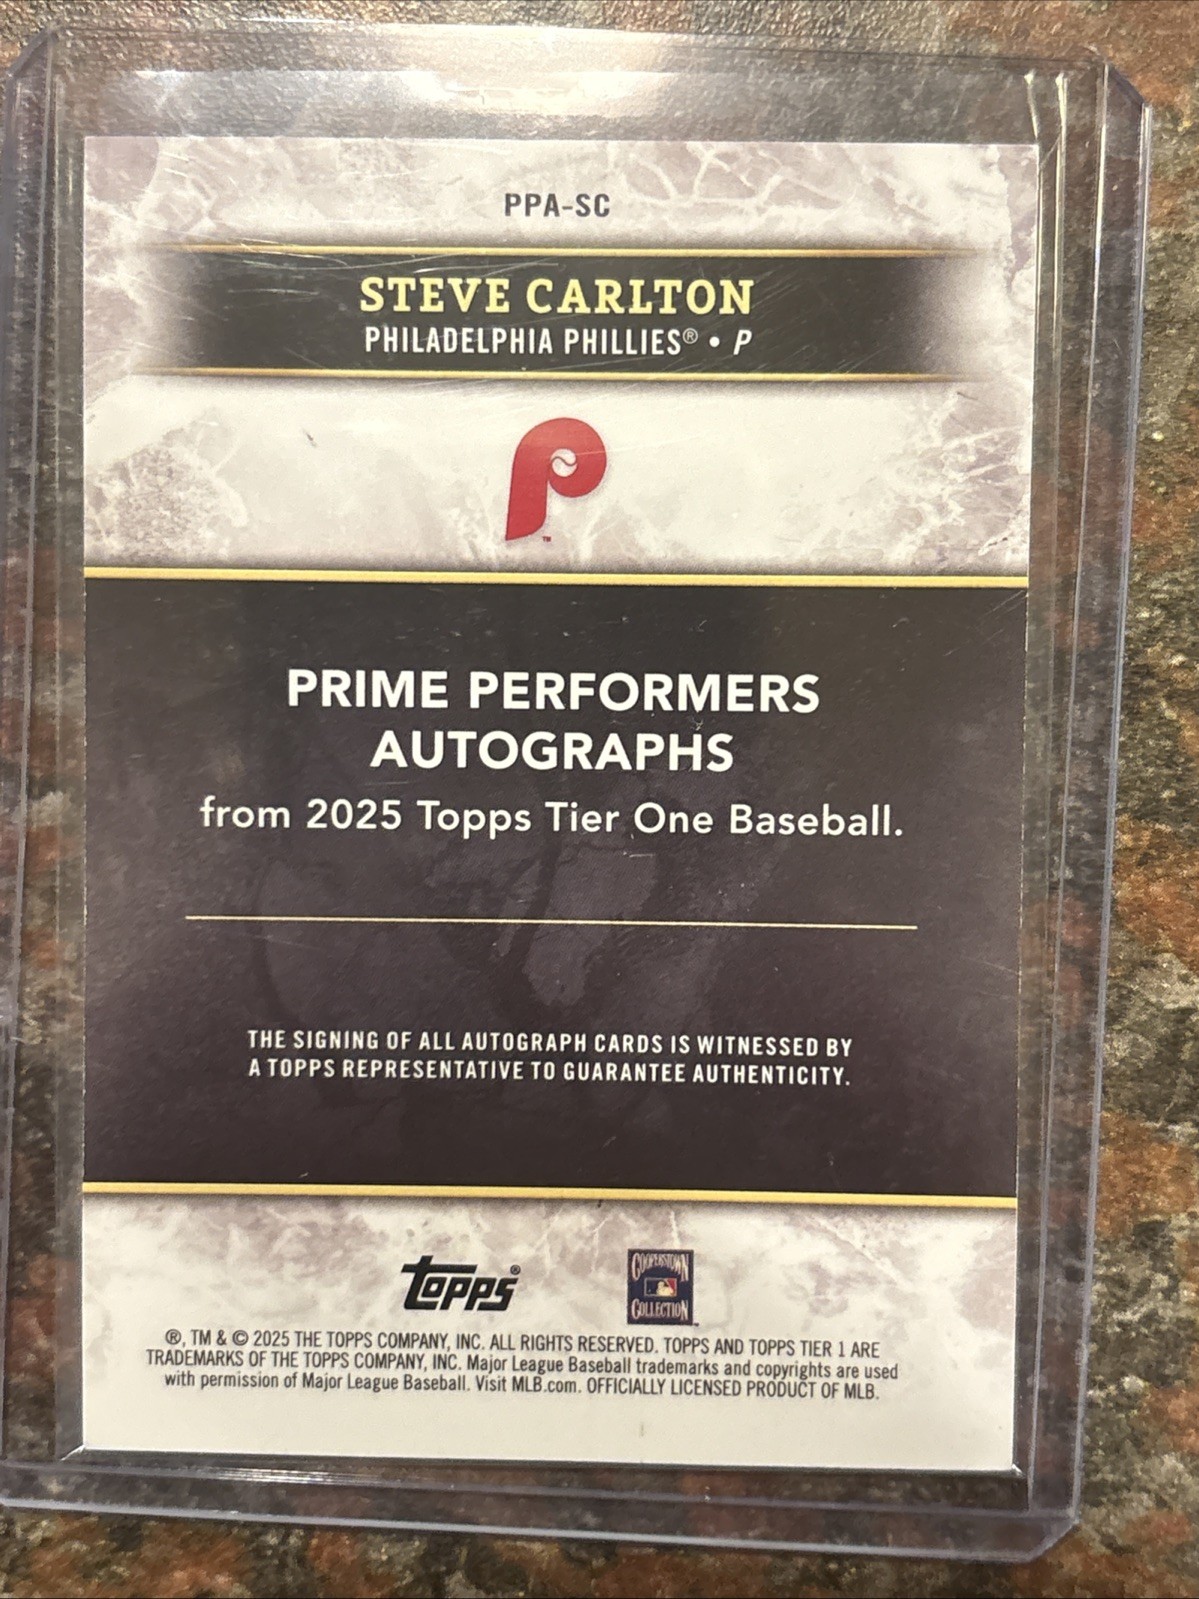 PPA-SC
STEVE CARLTON
PHILADELPHIA PHILLIES® • P
TM
PRIME PERFORMERS
AUTOGRAPHS
from 2025 Topps Tier One Baseball.
THE SIGNING OF ALL AUTOGRAPH CARDS IS WITNESSED BY
A TOPPS REPRESENTATIVE TO GUARANTEE AUTHENTICITY.
topps®
COOPERSTOWN
COLLECTION
®, TM & © 2025 THE TOPPS COMPANY, INC. ALL RIGHTS RESERVED. TOPPS AND TOPPS TIER 1 ARE
TRADEMARKS OF THE TOPPS COMPANY, INC. Major League Baseball trademarks and copyrights are used
with permission of Major League Baseball. Visit MLB.com. OFFICIALLY LICENSED PRODUCT OF MLB.